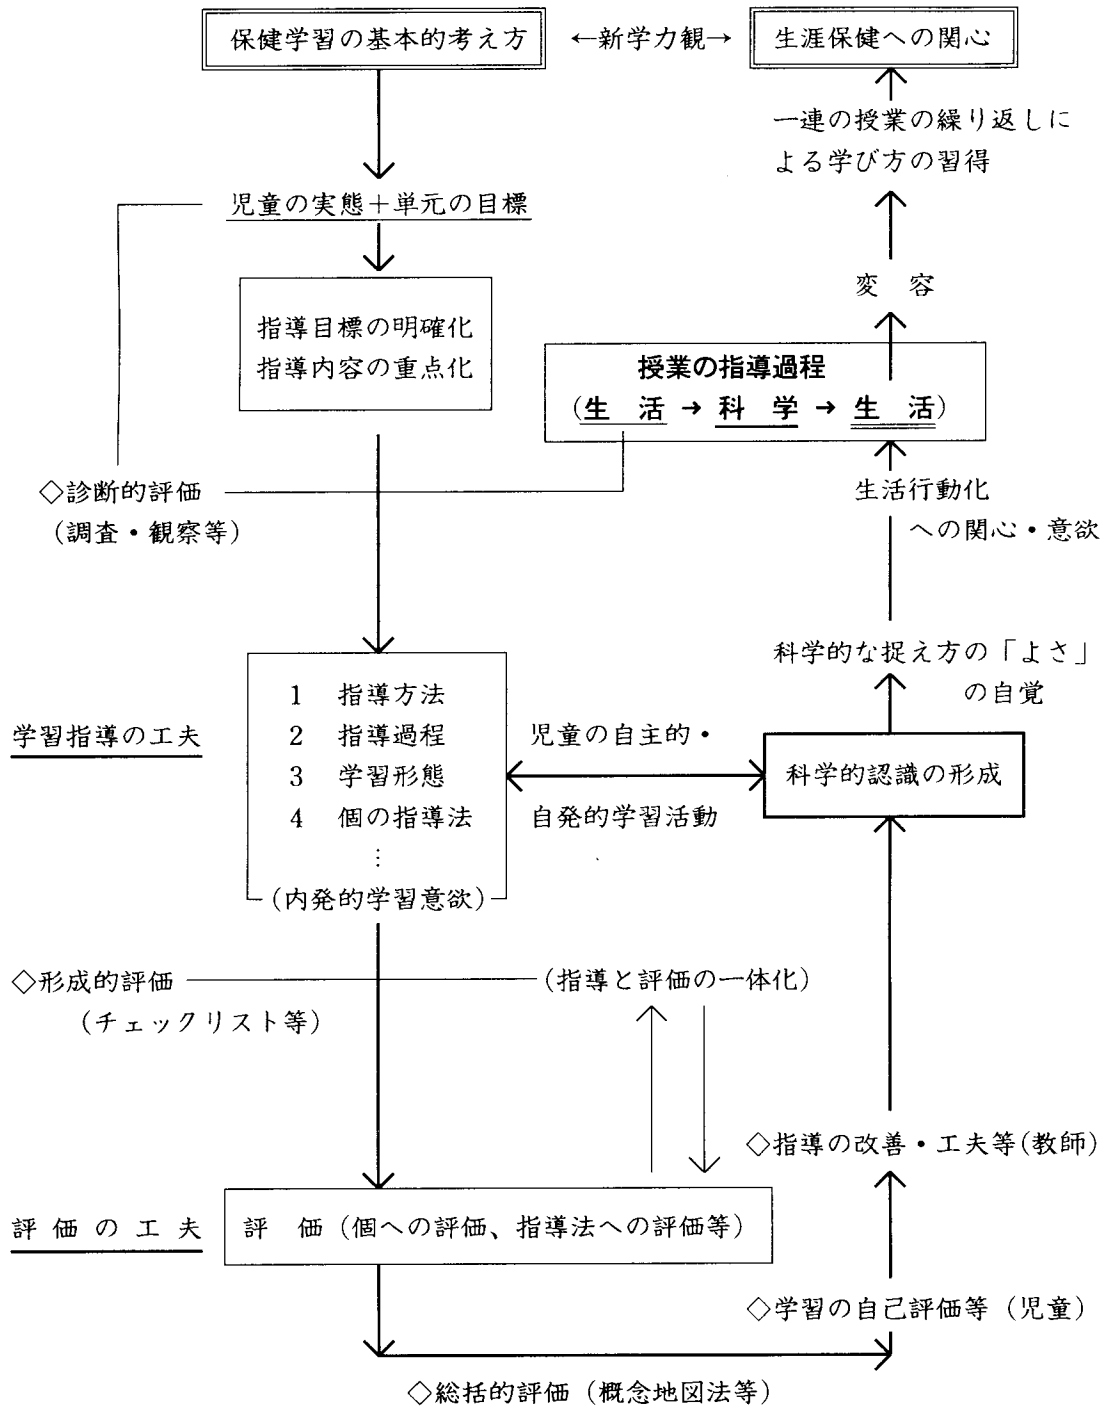 保健学習の基本的考え方 ←新学力観→ 生涯保健への関心
一連の授業の繰り返しに
よる学び方の習得
児童の実態＋単元の目標
変　容
指導目標の明確化
指導内容の重点化
授業の指導過程
（生　活 → 科　学 → 生　活）
◇診断的評価
（調査・観察等）
生活行動化
への関心・意欲
科学的な捉え方の「よさ」
の自覚
学習指導の工夫
1　指導方法
2　指導過程
3　学習形態
4　個の指導法
⋮
（内発的学習意欲）
児童の自主的・
自発的学習活動
科学的認識の形成
◇形成的評価
（チェックリスト等）
（指導と評価の一体化）
◇指導の改善・工夫等（教師）
評価の工夫
評　価（個への評価、指導法への評価等）
◇学習の自己評価等（児童）
◇総括的評価（概念地図法等）